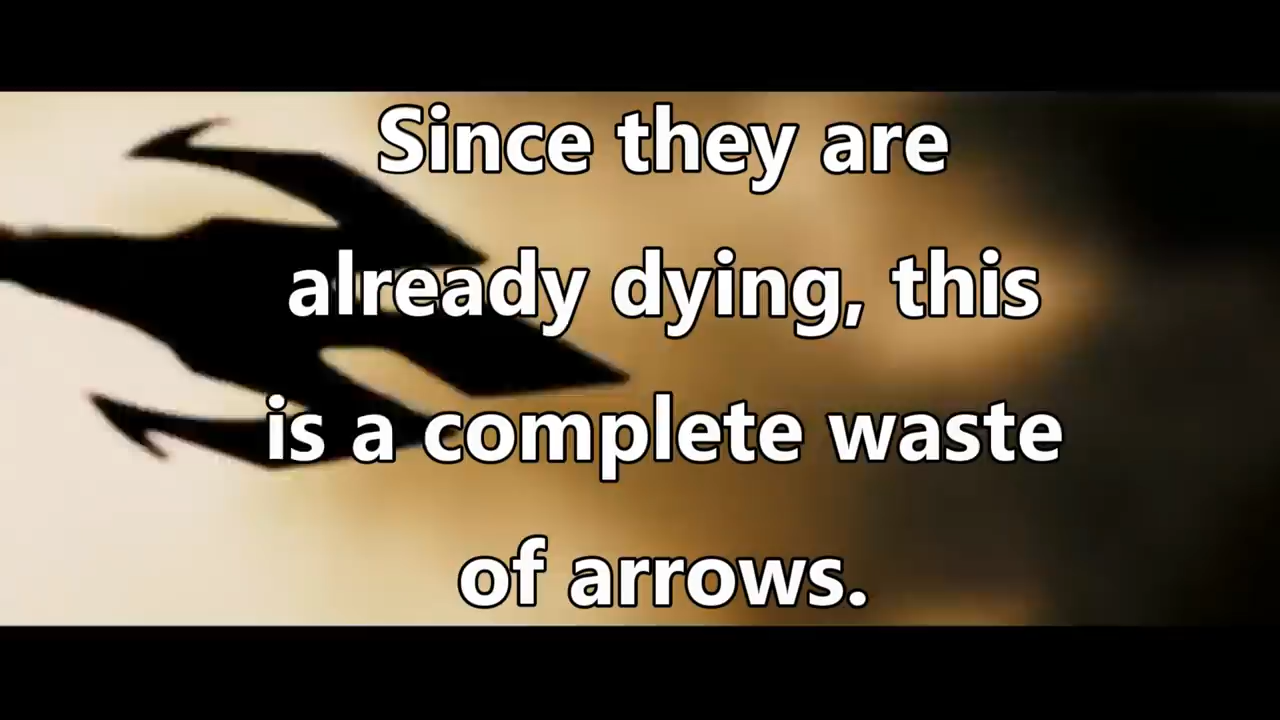 Since they are
already dying, this
is a complete waste
of arrows.